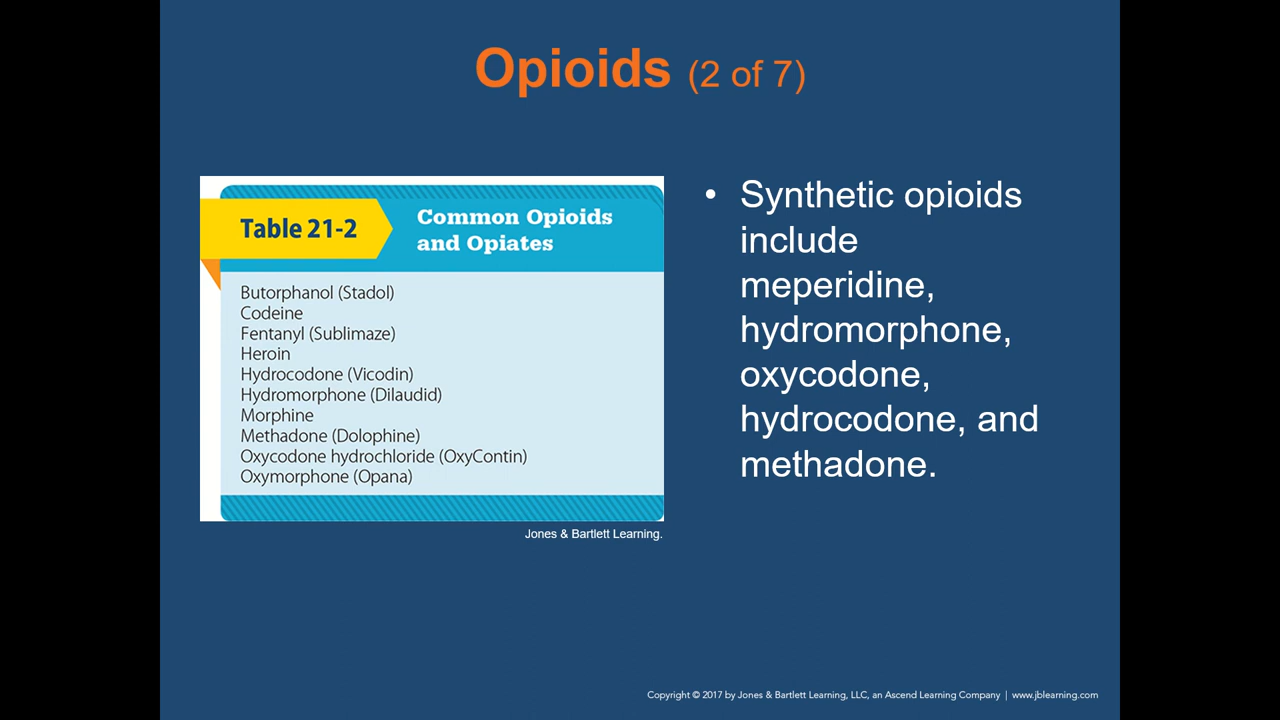 Opioids (2 of 7)
Table 21-2
Common Opioids
and Opiates
Butorphanol (Stadol)
Codeine
Fentanyl (Sublimaze)
Heroin
Hydrocodone (Vicodin)
Hydromorphone (Dilaudid)
Morphine
Methadone (Dolophine)
Oxycodone hydrochloride (OxyContin)
Oxymorphone (Opana)
Jones & Bartlett Learning.
• Synthetic opioids
include
meperidine,
hydromorphone,
oxycodone,
hydrocodone, and
methadone.
Copyright © 2017 by Jones & Bartlett Learning, LLC, an Ascend Learning Company | www.jblearning.com